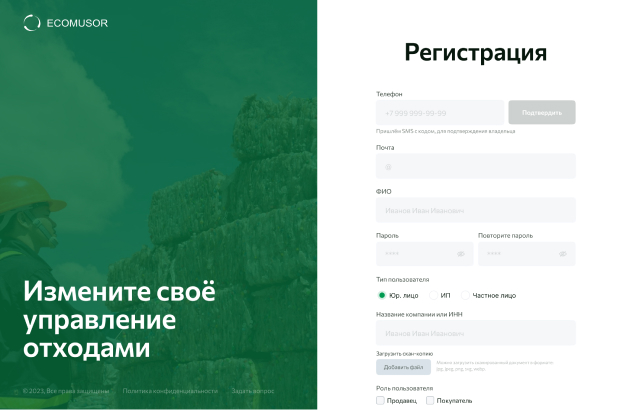 ECOMUSOR
Измените своё
управление
отходами
© 2023, Все права защищены
Политика конфиденциальности
Задать вопрос
Регистрация
Телефон
+7 999 999-99-99
Подтвердить
Пришлём SMS с кодом, для подтверждения владельца
Почта
@
ФИО
Иванов Иван Иванович
Пароль
Повторите пароль
Тип пользователя
Юр. лицо
ИП
Частное лицо
Название компании или ИНН
Иванов Иван Иванович
Загрузить скан-копию
Добавить файл
Роль пользователя
Продавец
Покупатель